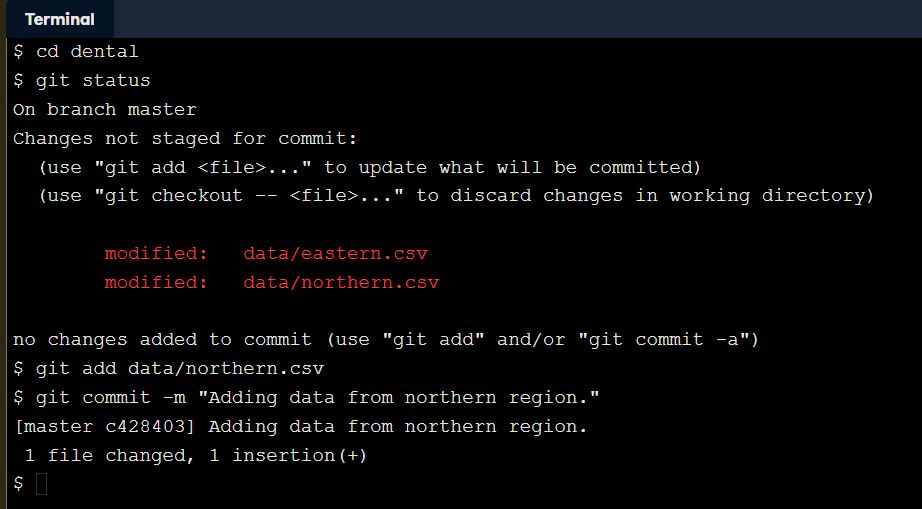 Terminal
$ cd dental
$ git status
On branch master
Changes not staged for commit:
  (use "git add <file>..." to update what will be committed)
  (use "git checkout -- <file>..." to discard changes in working directory)

        modified:   data/eastern.csv
        modified:   data/northern.csv

no changes added to commit (use "git add" and/or "git commit -a")
$ git add data/northern.csv
$ git commit -m "Adding data from northern region."
[master c428403] Adding data from northern region.
 1 file changed, 1 insertion(+)
$